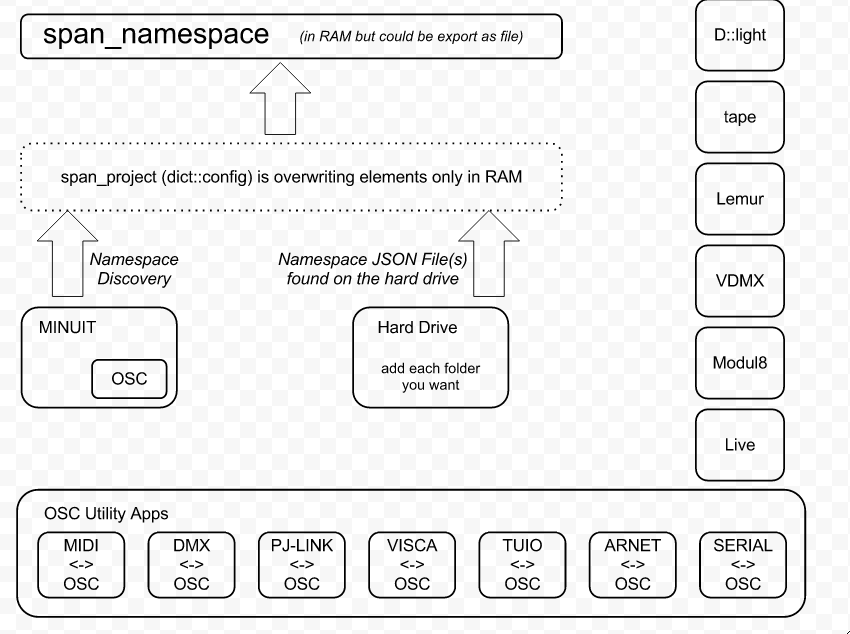 span_namespace (in RAM but could be export as file)
span_project (dict::config) is overwriting elements only in RAM
Namespace
Discovery
Namespace JSON File(s)
found on the hard drive
MINUIT
OSC
Hard Drive
add each folder
you want
D::light
tape
Lemur
VDMX
Modul8
Live
OSC Utility Apps
MIDI
<->
OSC
DMX
<->
OSC
PJ-LINK
<->
OSC
VISCA
<->
OSC
TUIO
<->
OSC
ARNET
<->
OSC
SERIAL
<->
OSC